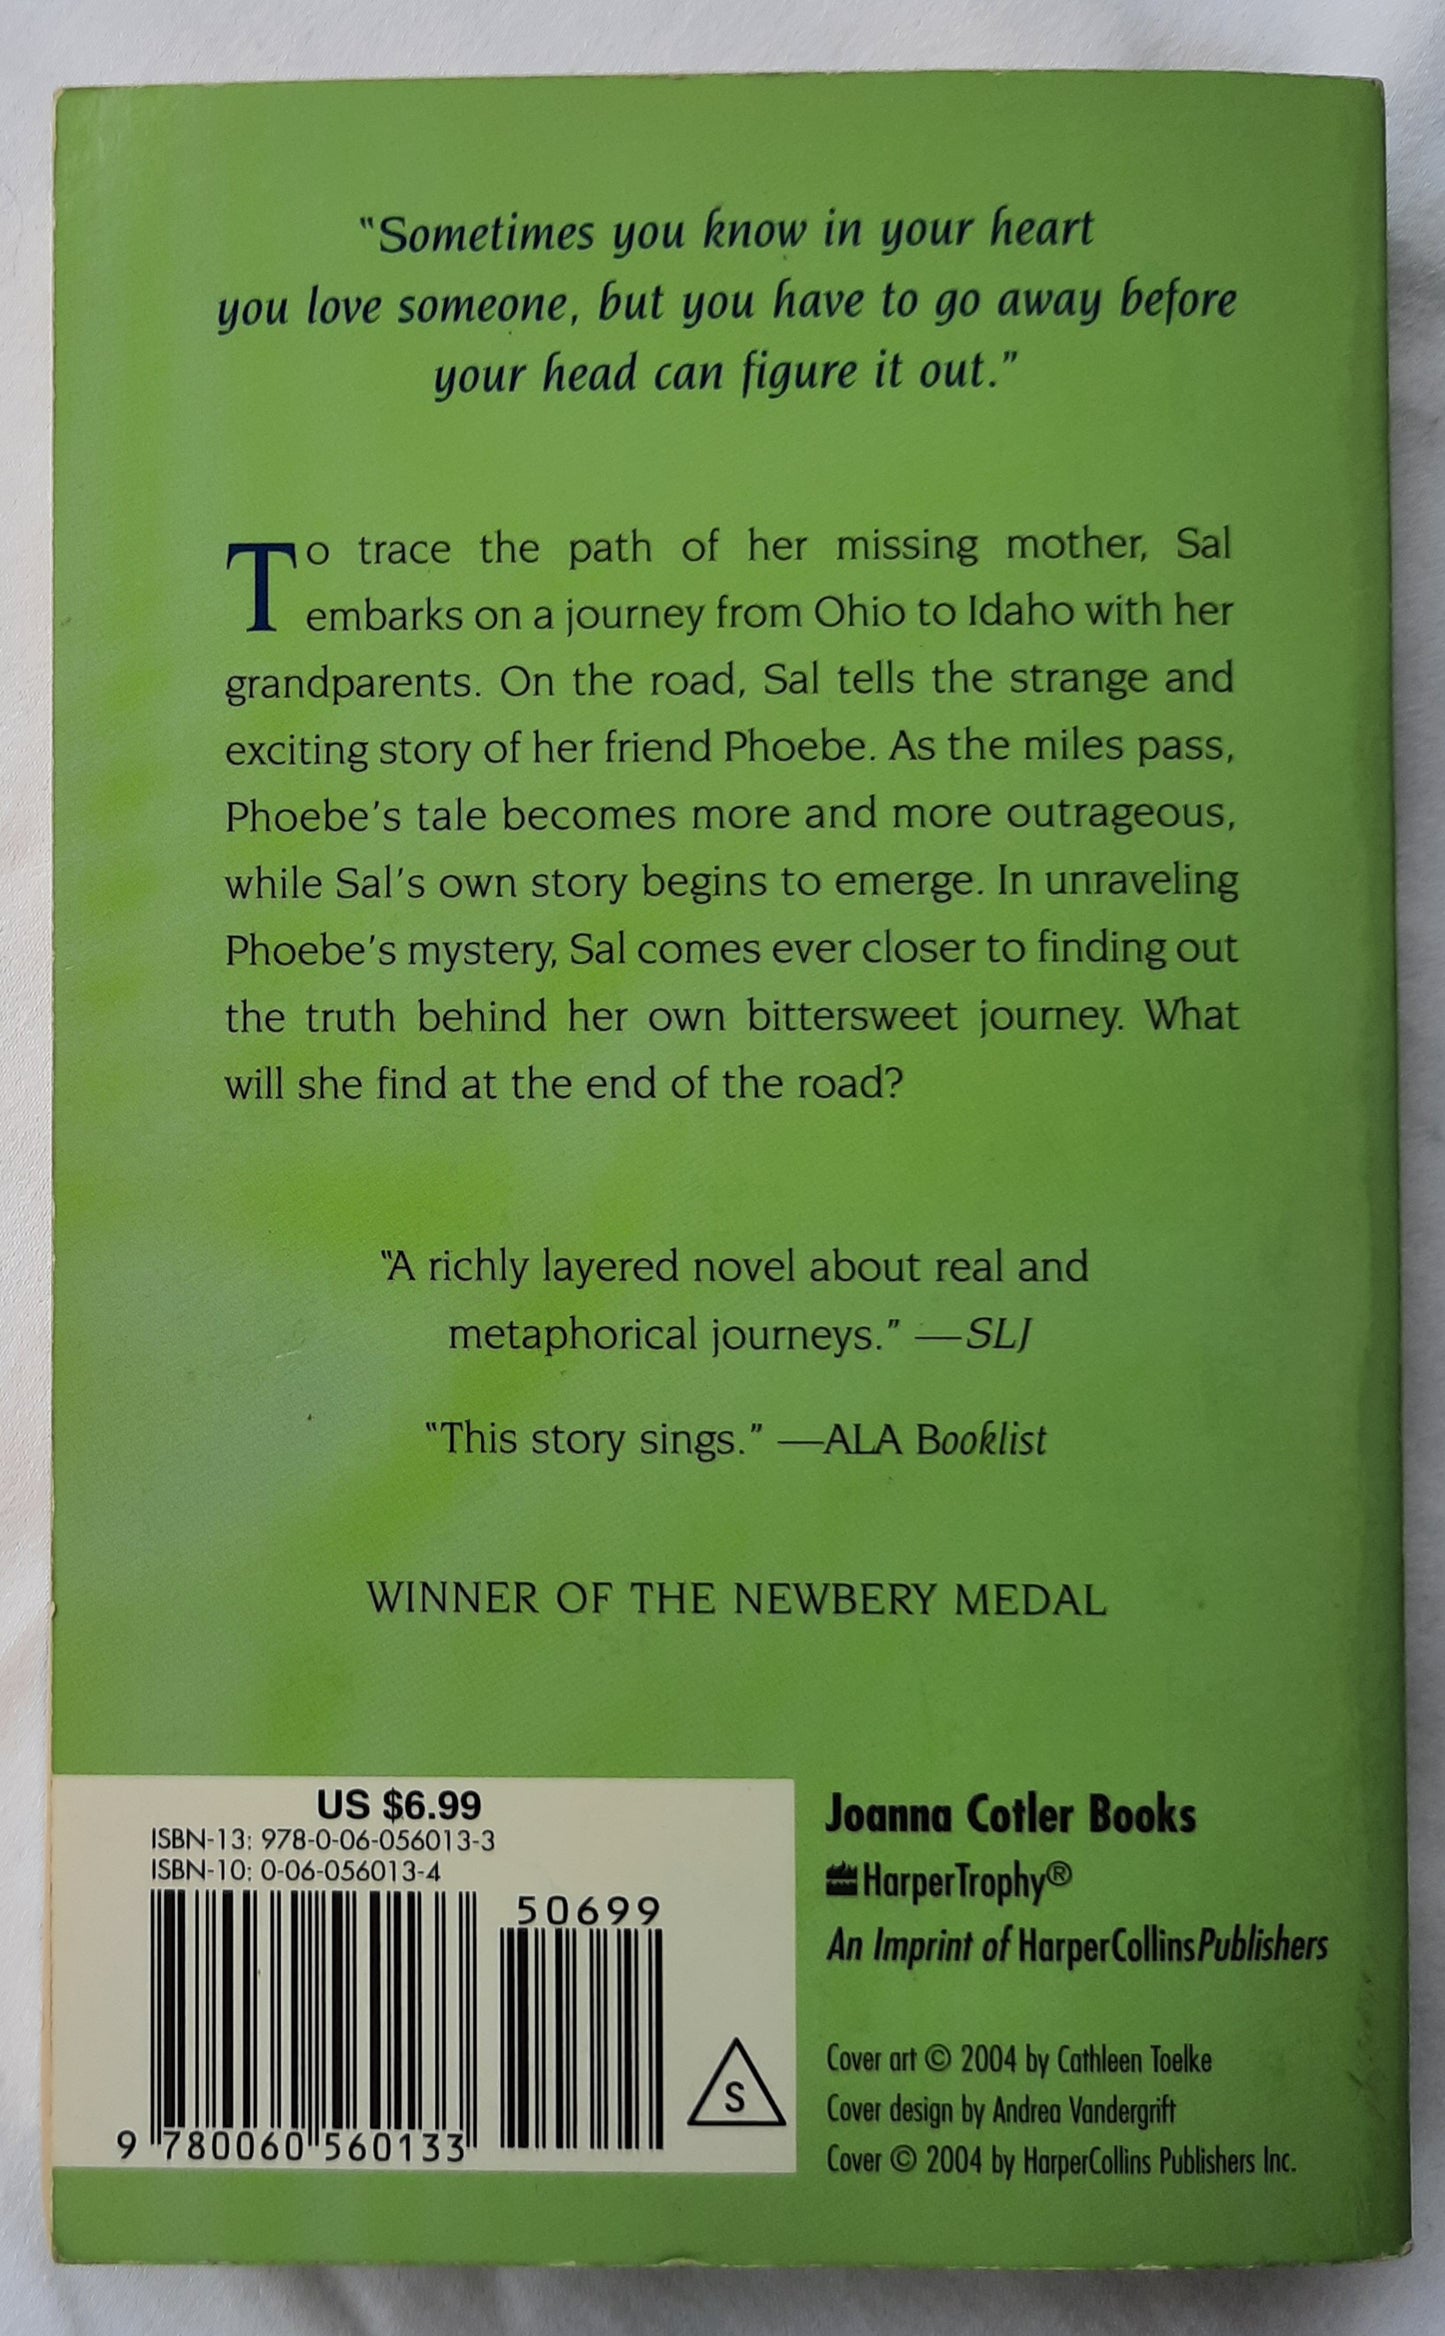 "Sometimes you know in your heart
you love someone, but you have to go away before
your head can figure it out."
To trace the path of her missing mother, Sal
embarks on a journey from Ohio to Idaho with her
grandparents. On the road, Sal tells the strange and
exciting story of her friend Phoebe. As the miles pass,
Phoebe's tale becomes more and more outrageous,
while Sal's own story begins to emerge. In unraveling
Phoebe's mystery, Sal comes ever closer to finding out
the truth behind her own bittersweet journey. What
will she find at the end of the road?
"A richly layered novel about real and
metaphorical journeys." —SLJ
"This story sings." —ALA Booklist
WINNER OF THE NEWBERY MEDAL
US $6.99
ISBN-13: 978-0-06-056013-3
ISBN-10: 0-06-056013-4
50699
9 780060 560133
S
Joanna Cotler Books
HarperTrophy®
An Imprint of HarperCollinsPublishers
Cover art © 2004 by Cathleen Toelke
Cover design by Andrea Vandergrift
Cover © 2004 by HarperCollins Publishers Inc.